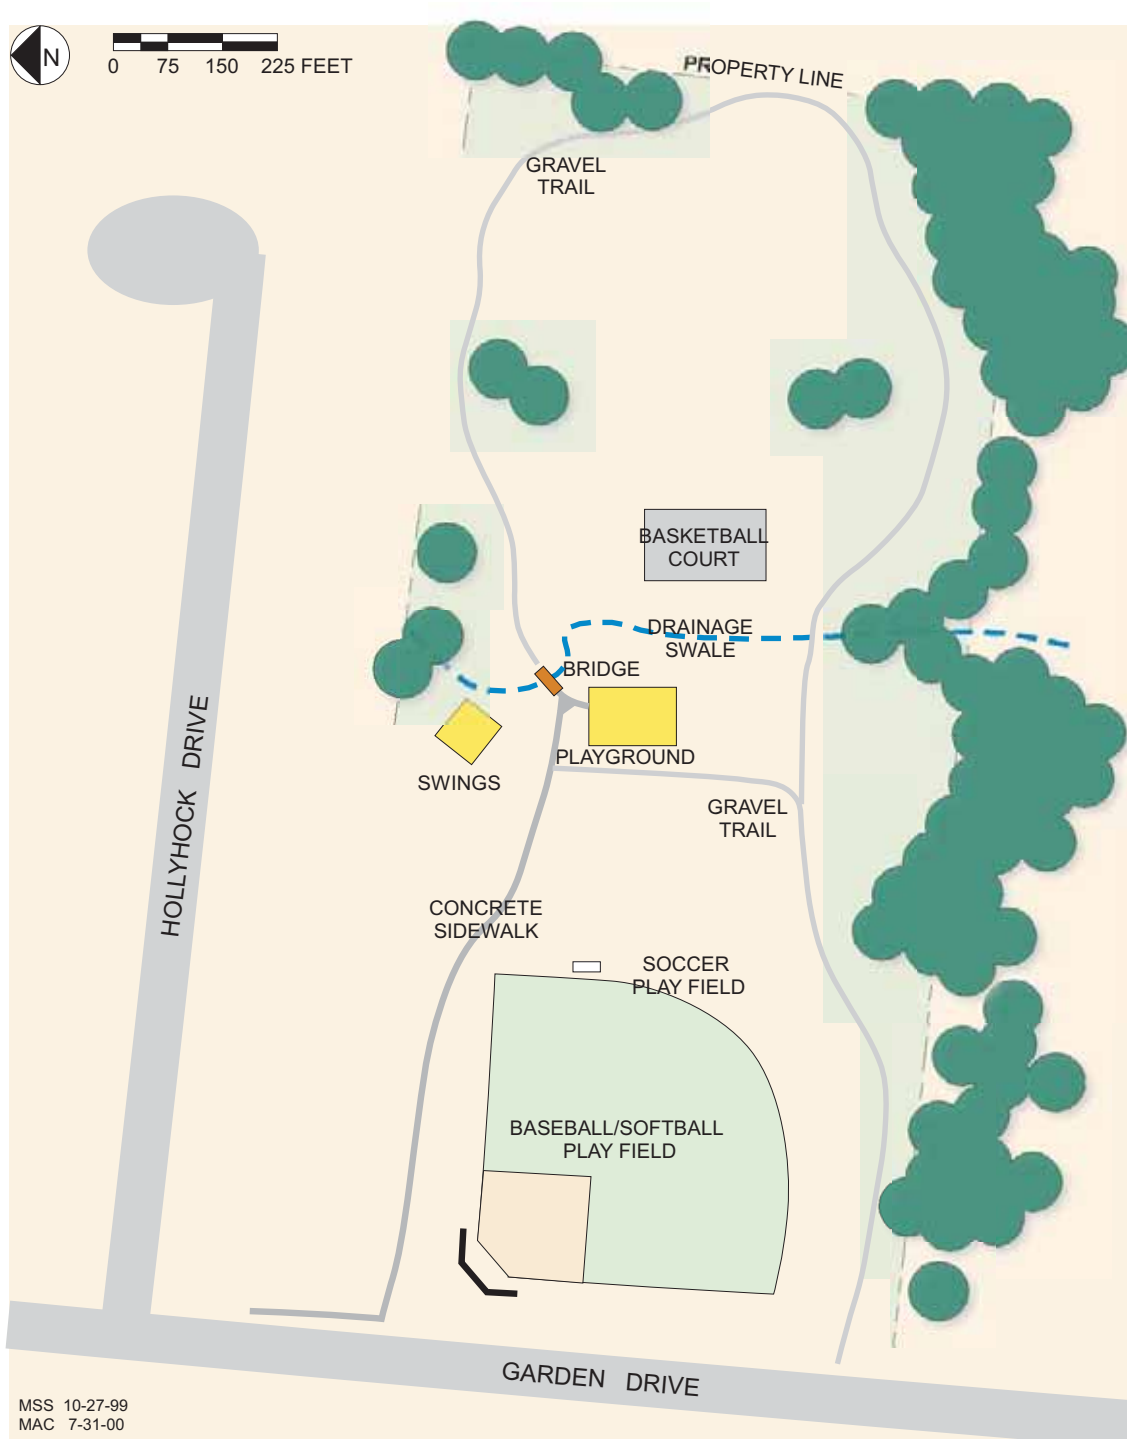 N
0 75 150 225 FEET
PROPERTY LINE
GRAVEL
TRAIL
BASKETBALL
COURT
DRAINAGE
SWALE
BRIDGE
PLAYGROUND
SWINGS
GRAVEL
TRAIL
HOLLYHOCK DRIVE
CONCRETE
SIDEWALK
SOCCER
PLAY FIELD
BASEBALL/SOFTBALL
PLAY FIELD
GARDEN DRIVE
MSS 10-27-99
MAC 7-31-00